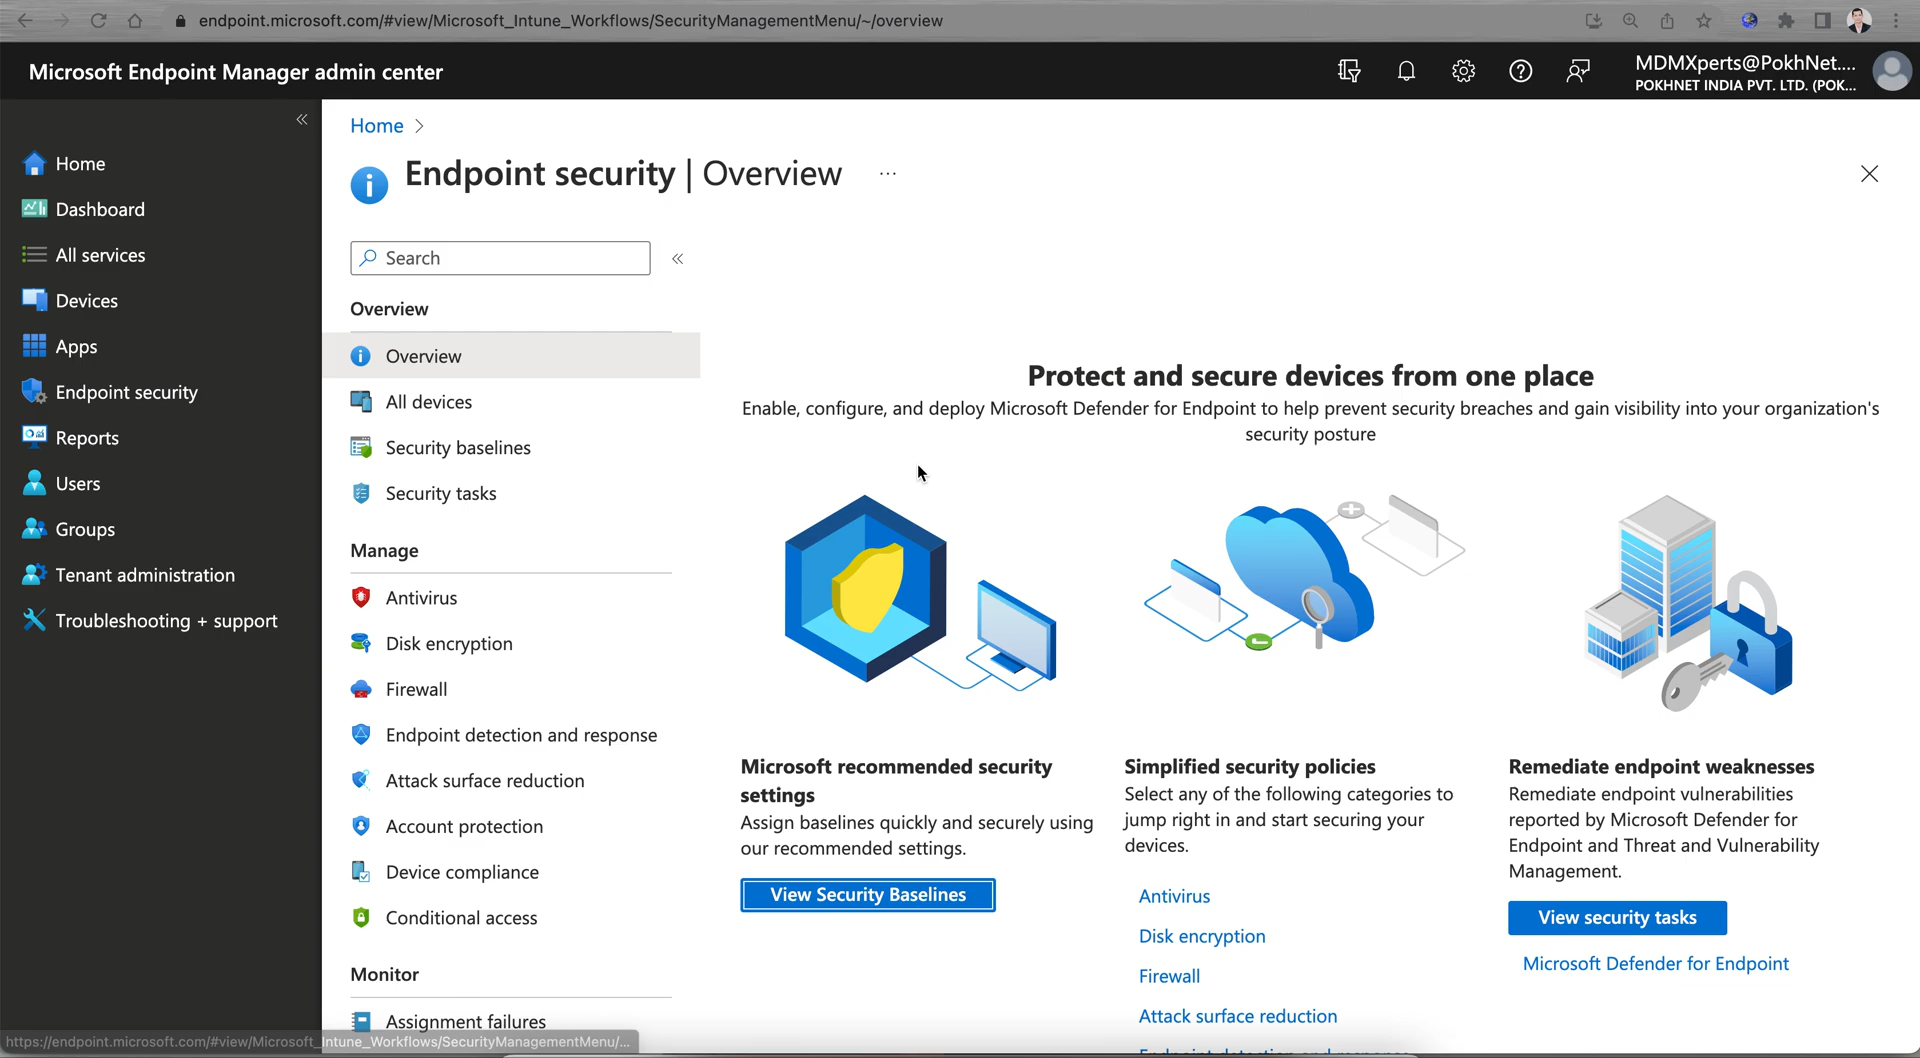 endpoint.microsoft.com/#view/Microsoft_Intune_Workflows/SecurityManagementMenu/~/overview
Microsoft Endpoint Manager admin center
MDMXperts@PokhNet....
POKHNET INDIA PVT. LTD. (POK...
Home
Dashboard
All services
Devices
Apps
Endpoint security
Reports
Users
Groups
Tenant administration
Troubleshooting + support
Home
Endpoint security | Overview
...
Search
Overview
Overview
All devices
Security baselines
Security tasks
Manage
Antivirus
Disk encryption
Firewall
Endpoint detection and response
Attack surface reduction
Account protection
Device compliance
Conditional access
Monitor
Assignment failures
Protect and secure devices from one place
Enable, configure, and deploy Microsoft Defender for Endpoint to help prevent security breaches and gain visibility into your organization's
security posture
Microsoft recommended security
settings
Assign baselines quickly and securely using
our recommended settings.
View Security Baselines
Simplified security policies
Select any of the following categories to
jump right in and start securing your
devices.
Antivirus
Disk encryption
Firewall
Attack surface reduction
Endpoint detection and response
Remediate endpoint weaknesses
Remediate endpoint vulnerabilities
reported by Microsoft Defender for
Endpoint and Threat and Vulnerability
Management.
View security tasks
Microsoft Defender for Endpoint
https://endpoint.microsoft.com/#view/Microsoft_Intune_Workflows/SecurityManagementMenu/...